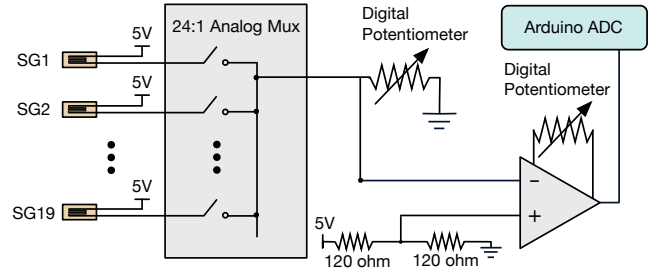 24:1 Analog Mux
Digital
Potentiometer
Arduino ADC
5V
SG1
Digital
Potentiometer
5V
SG2
5V
SG19
−
+
5V
120 ohm
120 ohm